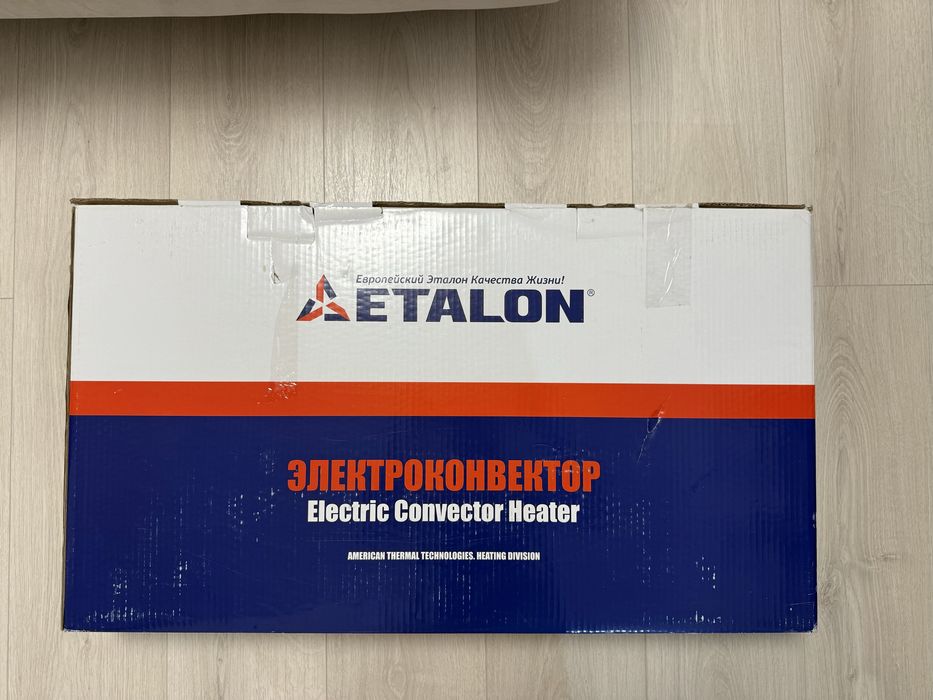 Европейский Эталон Качества Жизни!
ETALON®
ЭЛЕКТРОКОНВЕКТОР
Electric Convector Heater
AMERICAN THERMAL TECHNOLOGIES. HEATING DIVISION